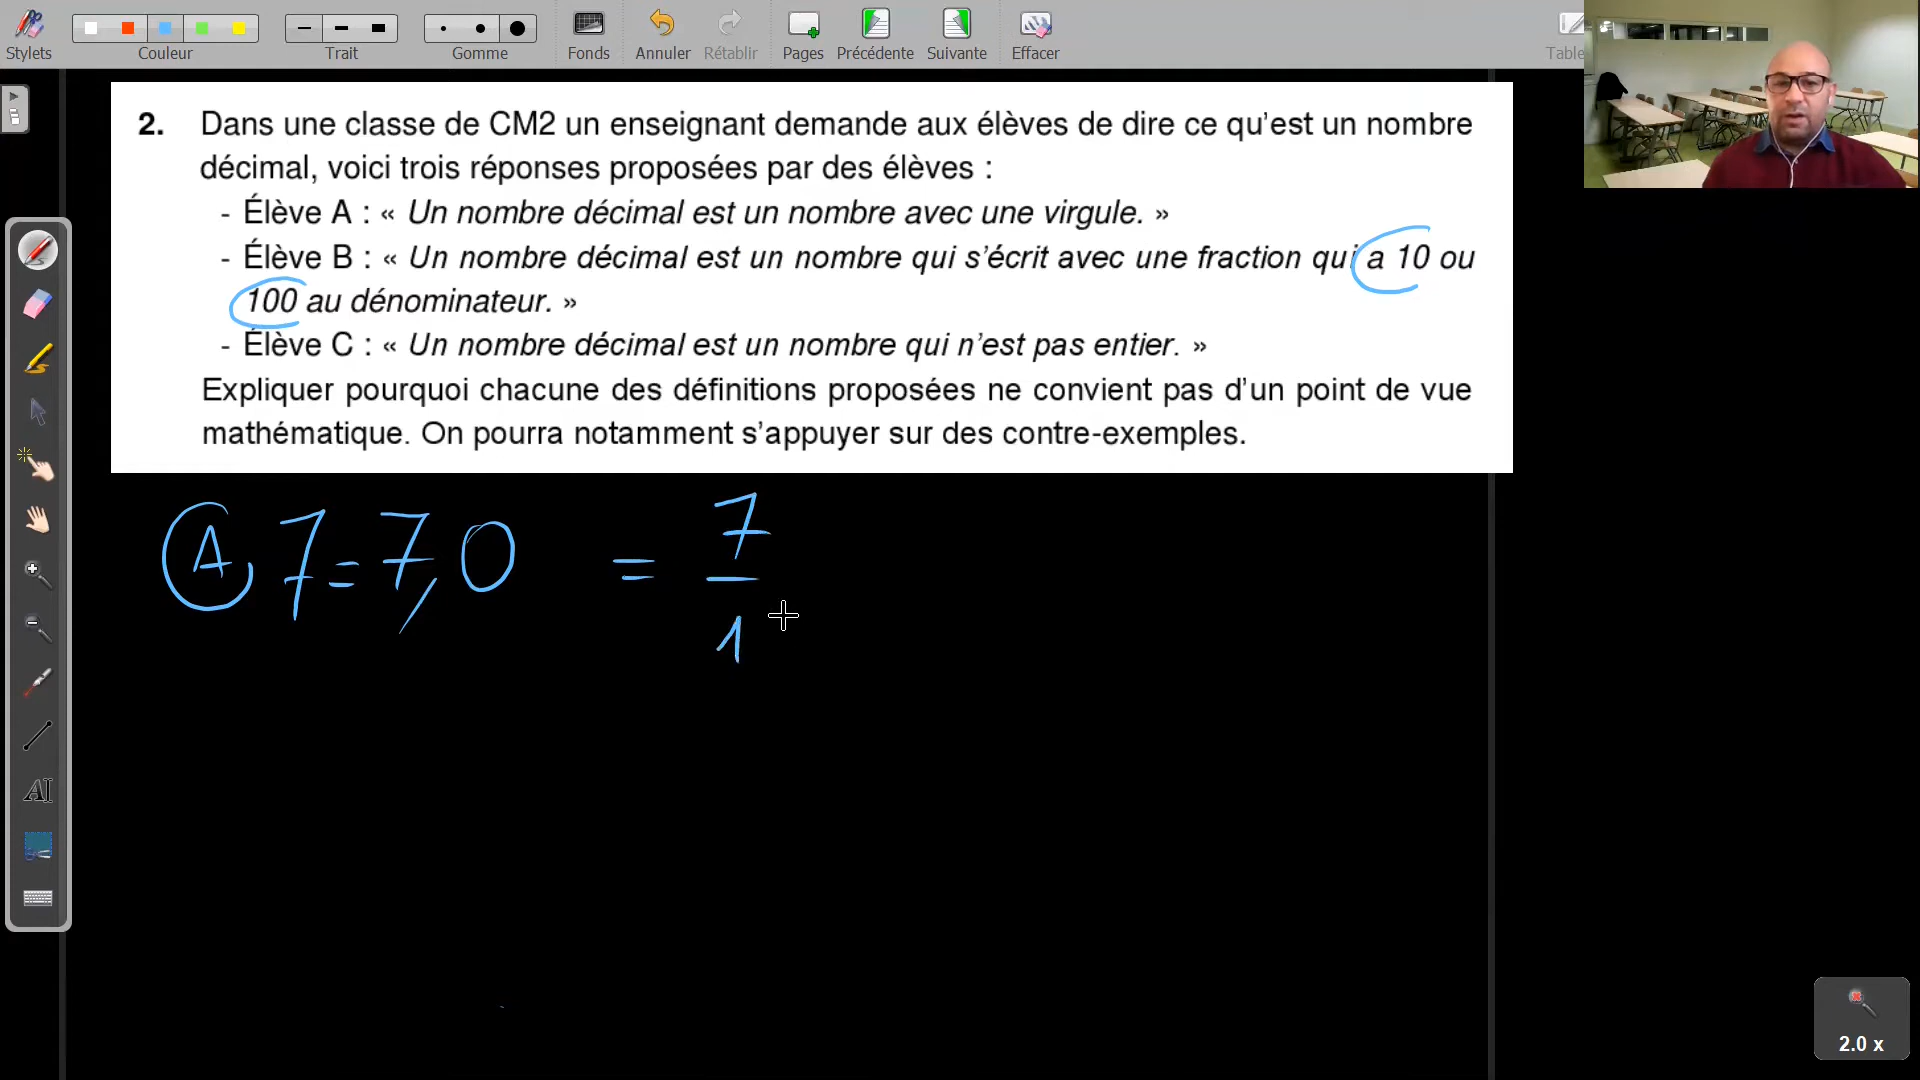 Stylets Couleur Trait Gomme Fonds Annuler Rétablir Pages Précédente Suivante Effacer
2. Dans une classe de CM2 un enseignant demande aux élèves de dire ce qu'est un nombre
décimal, voici trois réponses proposées par des élèves :
- Élève A : « Un nombre décimal est un nombre avec une virgule. »
- Élève B : « Un nombre décimal est un nombre qui s'écrit avec une fraction qui a 10 ou
100 au dénominateur. »
- Élève C : « Un nombre décimal est un nombre qui n'est pas entier. »
Expliquer pourquoi chacune des définitions proposées ne convient pas d'un point de vue
mathématique. On pourra notamment s'appuyer sur des contre-exemples.
A, 7 = 7,0 = 7/1
2.0 x